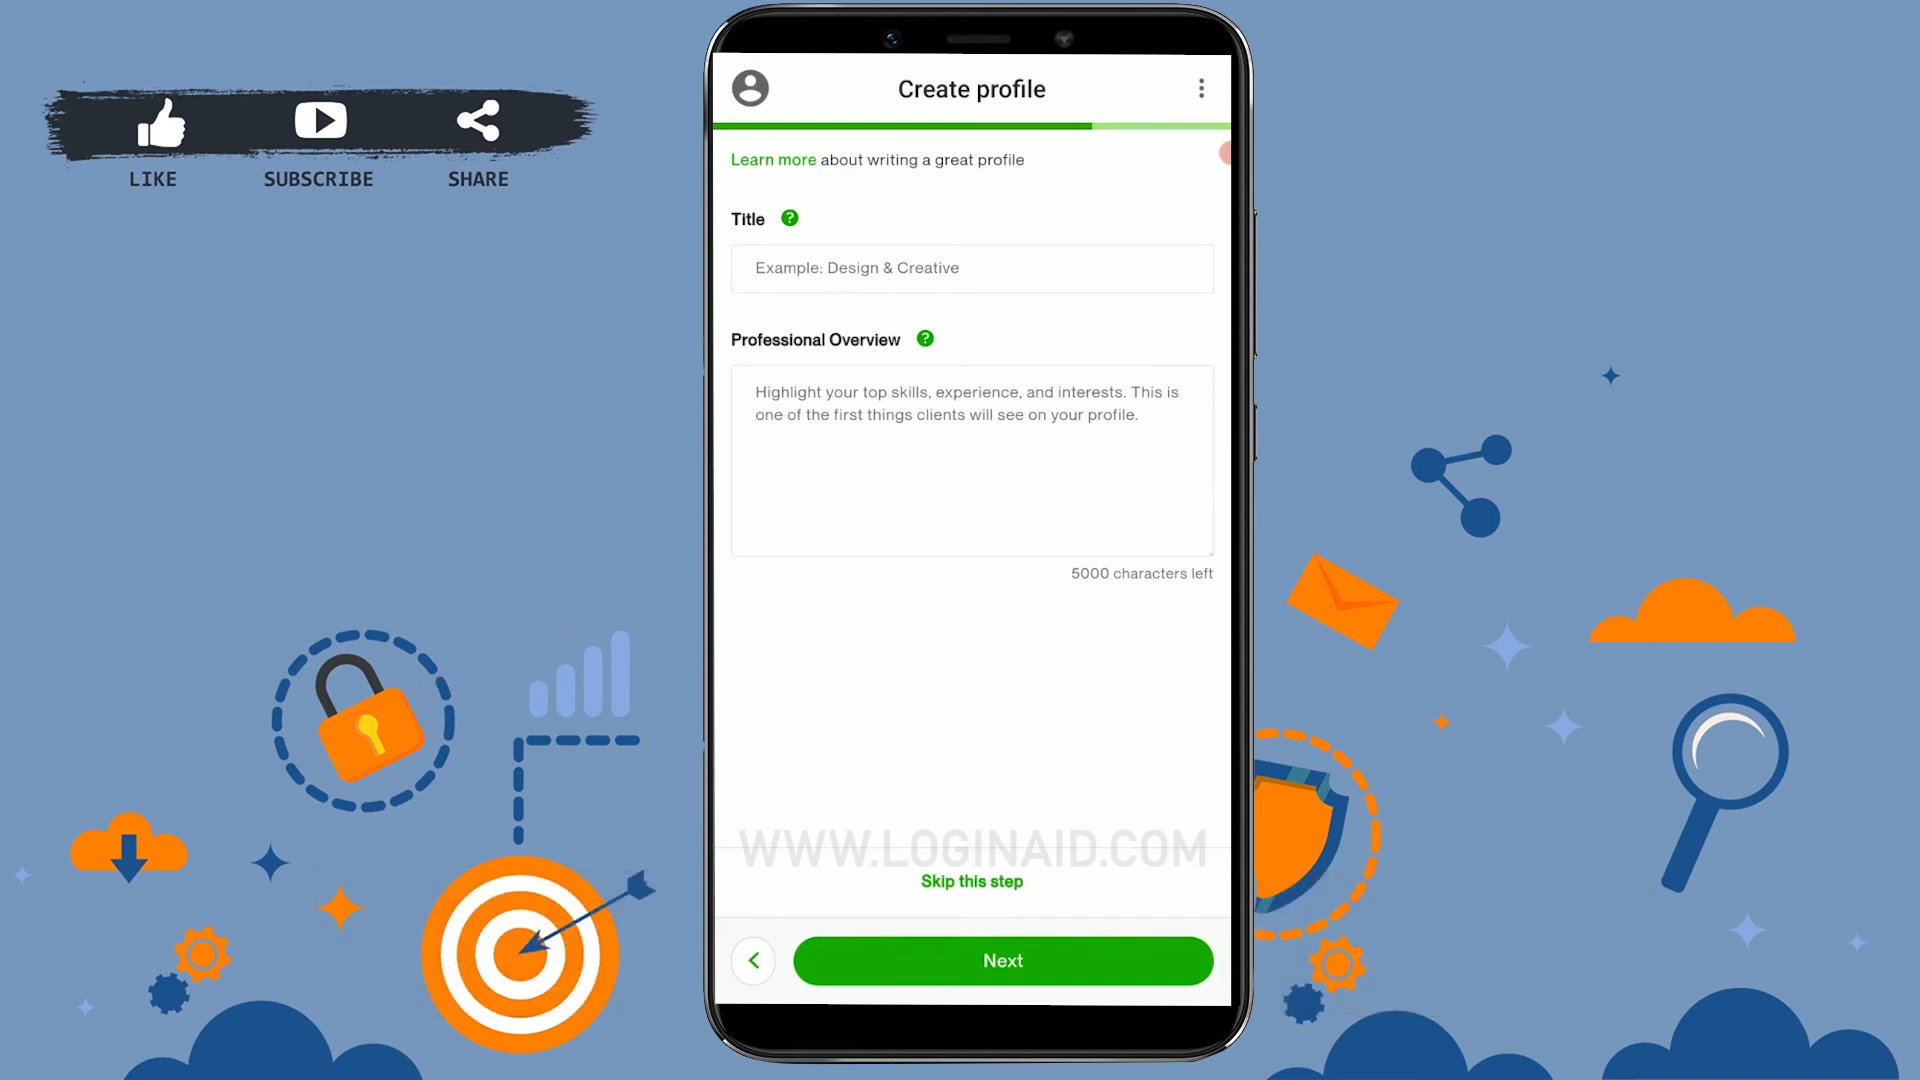 LIKE
SUBSCRIBE
SHARE
Create profile
Learn more about writing a great profile
Title ?
Example: Design & Creative
Professional Overview ?
Highlight your top skills, experience, and interests. This is
one of the first things clients will see on your profile.
5000 characters left
WWW.LOGINAID.COM
Skip this step
Next